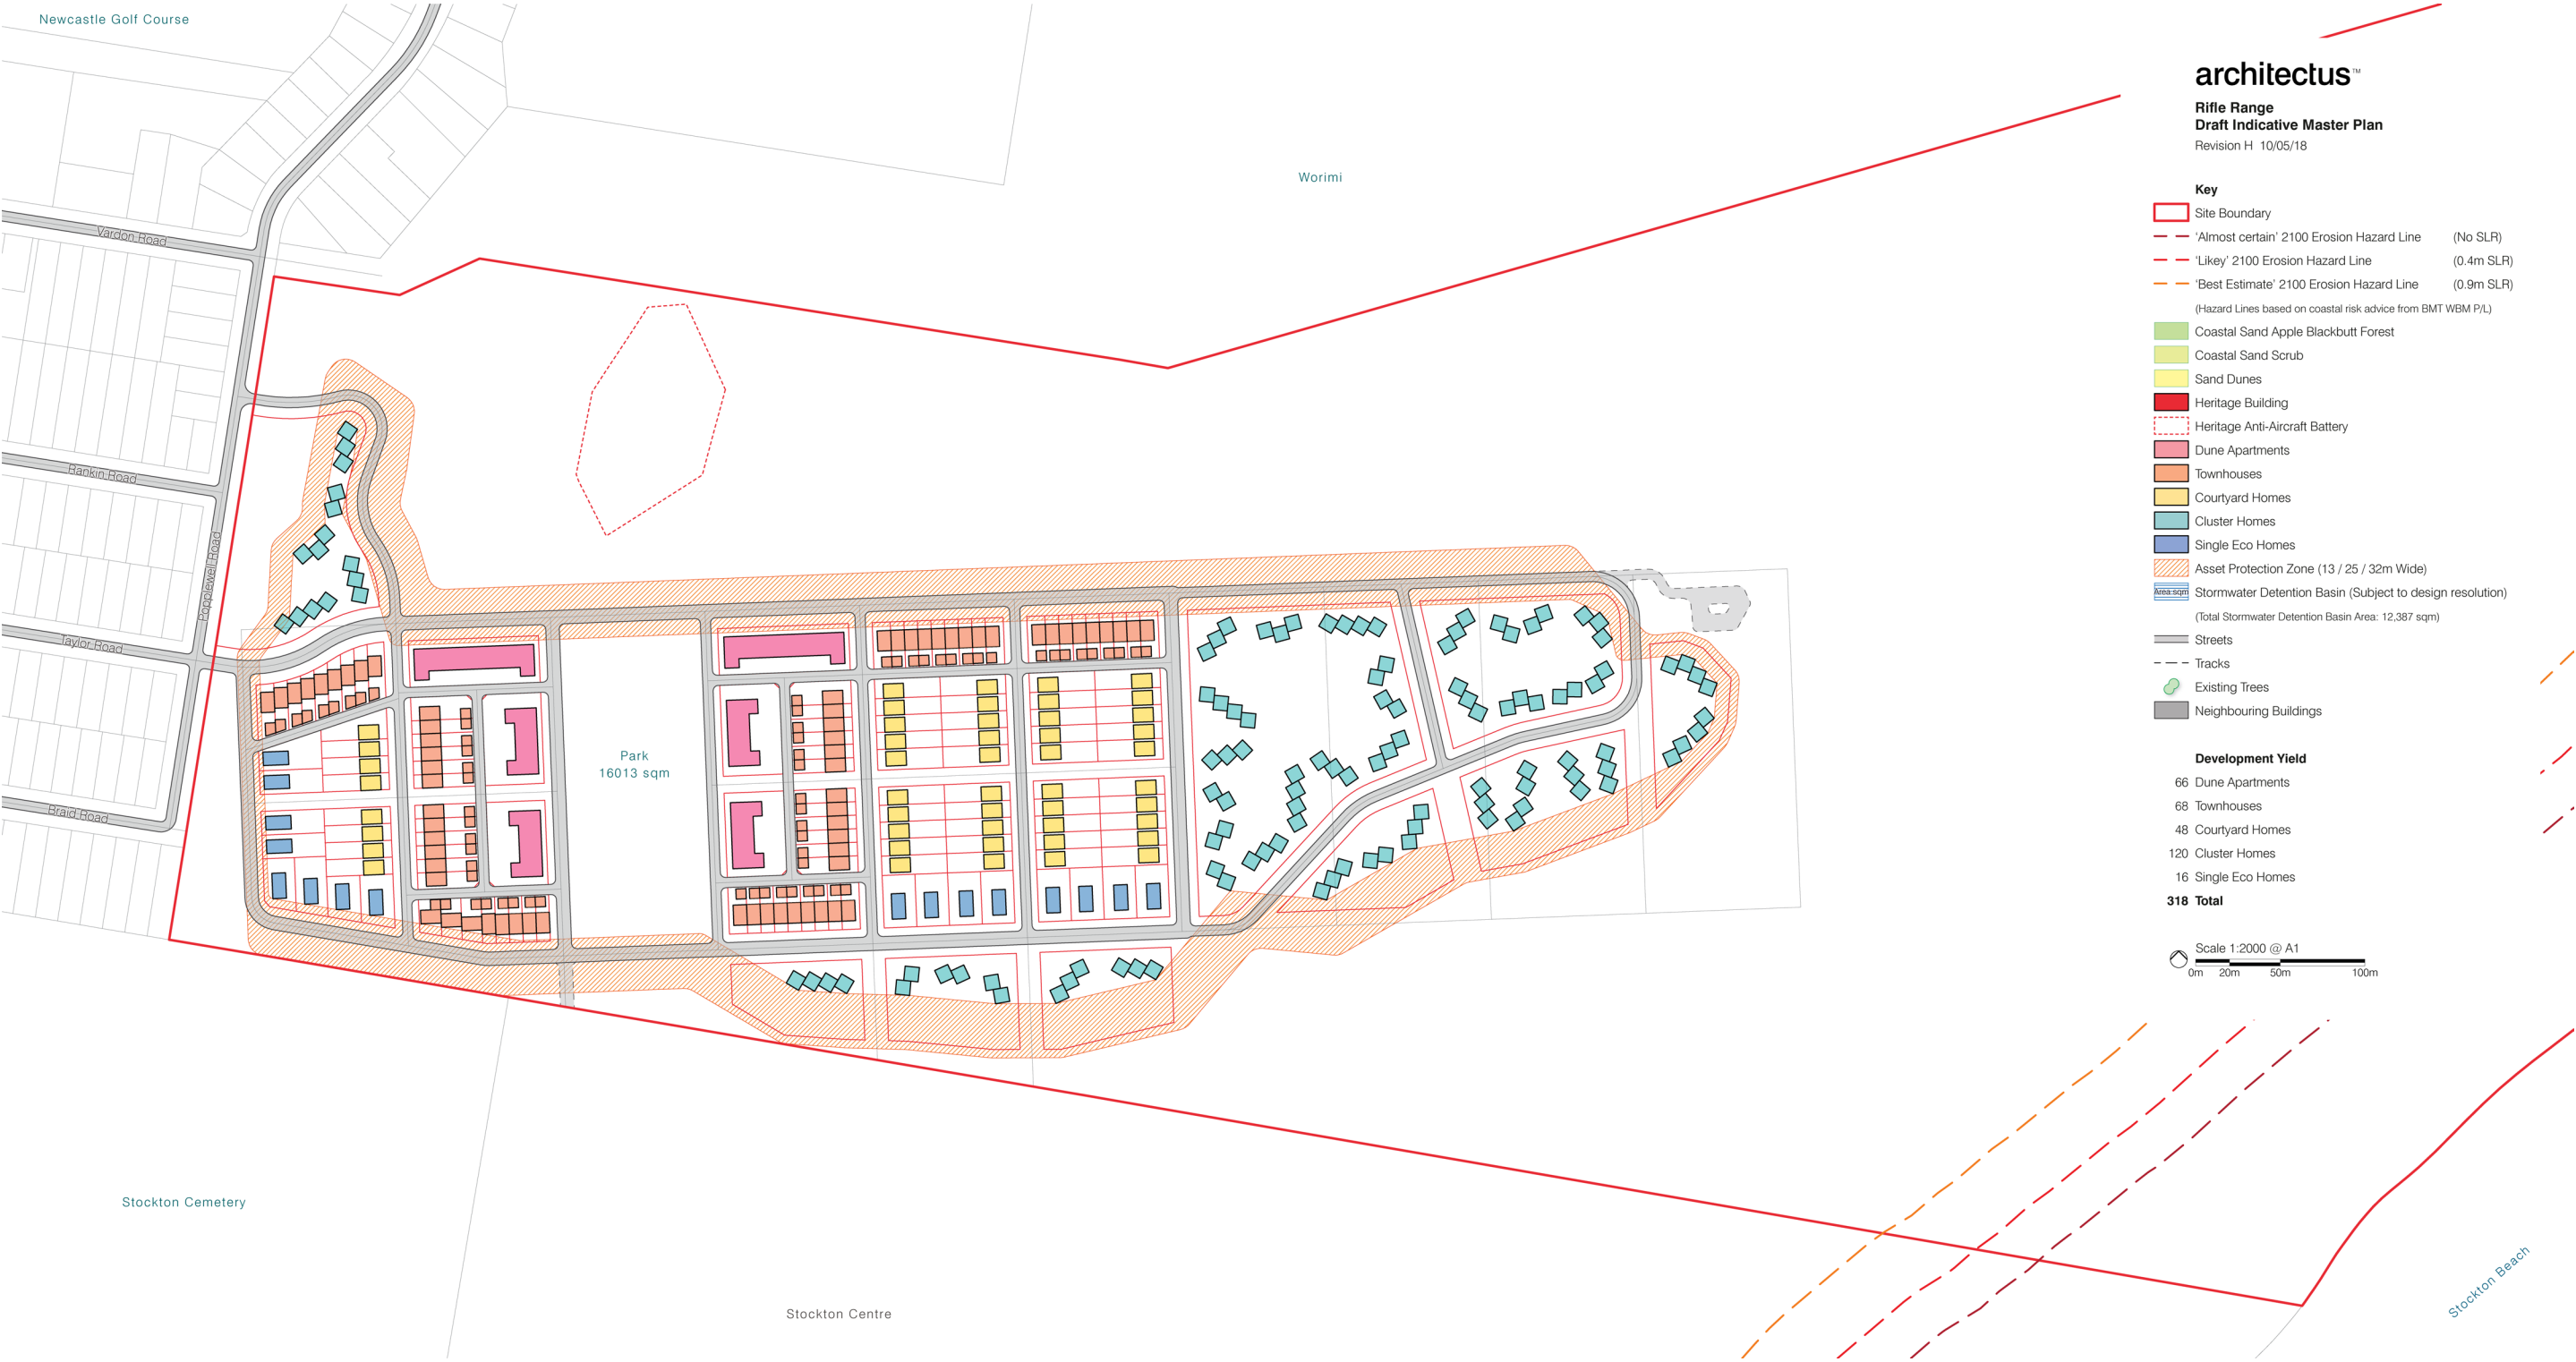 Newcastle Golf Course
Worimi
Vardon Road
Rankin Road
Popplewell Road
Taylor Road
Braid Road
Park
16013 sqm
Stockton Cemetery
Stockton Centre
Stockton Beach
architectus™
Rifle Range
Draft Indicative Master Plan
Revision H 10/05/18
Key
Site Boundary
'Almost certain' 2100 Erosion Hazard Line (No SLR)
'Likey' 2100 Erosion Hazard Line (0.4m SLR)
'Best Estimate' 2100 Erosion Hazard Line (0.9m SLR)
(Hazard Lines based on coastal risk advice from BMT WBM P/L)
Coastal Sand Apple Blackbutt Forest
Coastal Sand Scrub
Sand Dunes
Heritage Building
Heritage Anti-Aircraft Battery
Dune Apartments
Townhouses
Courtyard Homes
Cluster Homes
Single Eco Homes
Asset Protection Zone (13 / 25 / 32m Wide)
Area:sqm Stormwater Detention Basin (Subject to design resolution)
(Total Stormwater Detention Basin Area: 12,387 sqm)
Streets
Tracks
Existing Trees
Neighbouring Buildings
Development Yield
66 Dune Apartments
68 Townhouses
48 Courtyard Homes
120 Cluster Homes
16 Single Eco Homes
318 Total
Scale 1:2000 @ A1
0m 20m 50m 100m